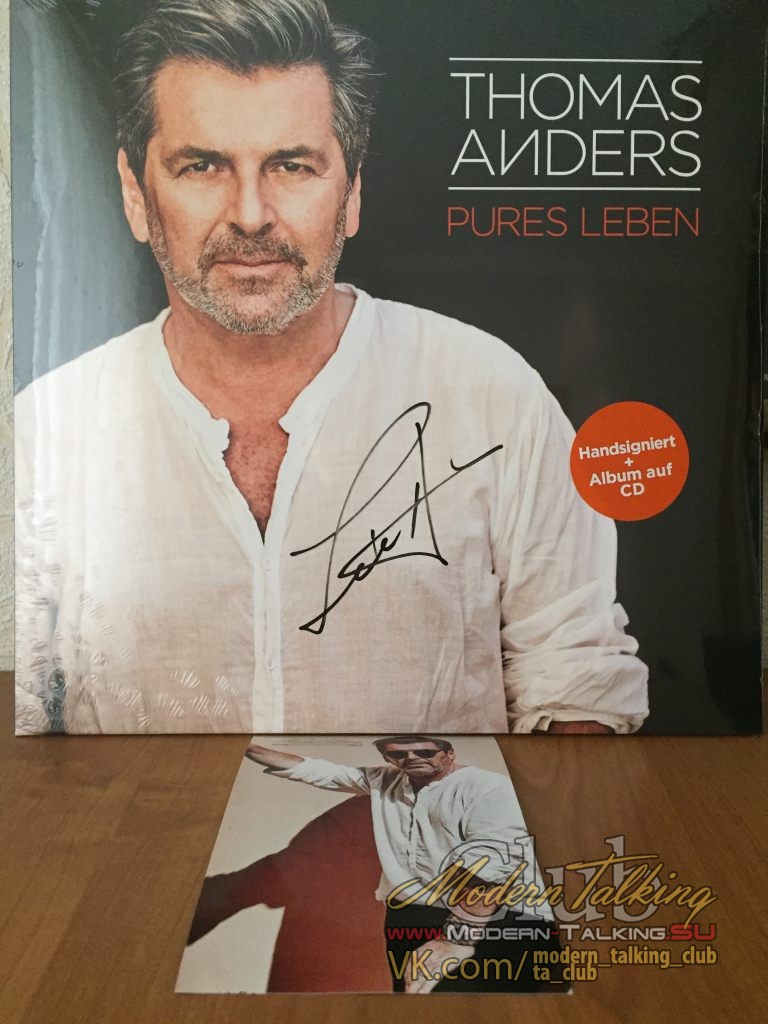 THOMAS
ANDERS
PURES LEBEN
Handsigniert
+
Album auf
CD
Club
Modern Talking
www.Modern-Talking.SU
VK.com/modern_talking_club
ta_club